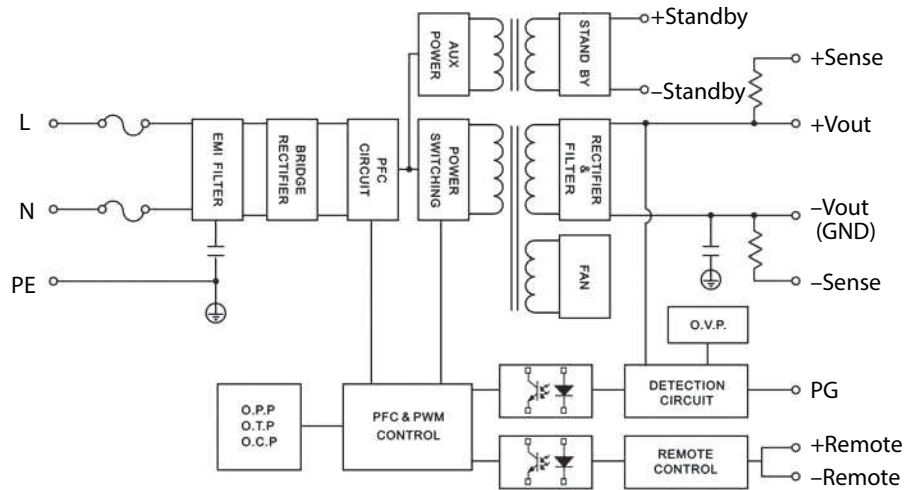 +Standby
AUX
POWER
STAND BY
–Standby
+Sense
L
+Vout
EMI FILTER
BRIDGE
RECTIFIER
PFC
CIRCUIT
POWER
SWITCHING
RECTIFIER
&
FILTER
N
–Vout
(GND)
PE
FAN
–Sense
O.V.P.
O.P.P
O.T.P
O.C.P
PFC & PWM
CONTROL
DETECTION
CIRCUIT
PG
REMOTE
CONTROL
+Remote
–Remote